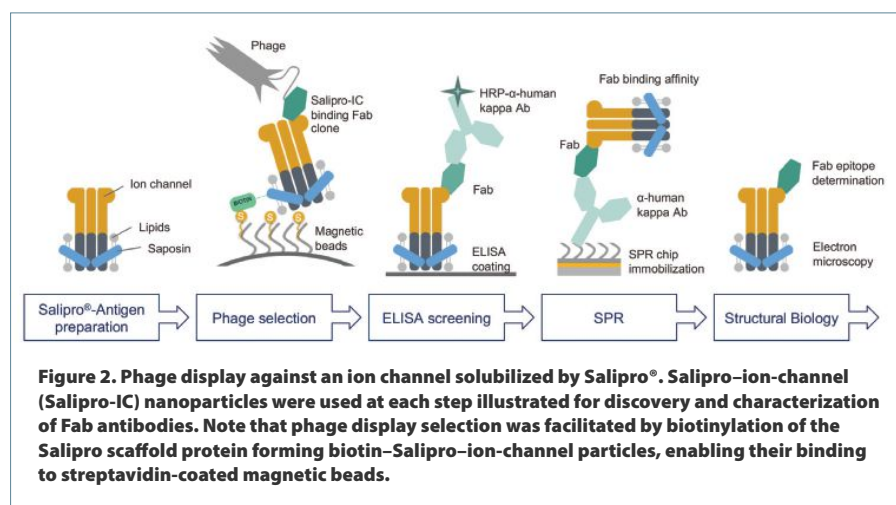 Phage
Salipro-IC
binding Fab
clone
Ion channel
Lipids
Saposin
BIOTIN
S
S
S
Magnetic
beads
HRP-α-human
kappa Ab
Fab
ELISA
coating
Fab binding affinity
Fab
α-human
kappa Ab
SPR chip
immobilization
Fab epitope
determination
Electron
microscopy
Salipro®-Antigen
preparation
Phage selection
ELISA screening
SPR
Structural Biology
Figure 2. Phage display against an ion channel solubilized by Salipro®. Salipro–ion-channel
(Salipro-IC) nanoparticles were used at each step illustrated for discovery and characterization
of Fab antibodies. Note that phage display selection was facilitated by biotinylation of the
Salipro scaffold protein forming biotin–Salipro–ion-channel particles, enabling their binding
to streptavidin-coated magnetic beads.